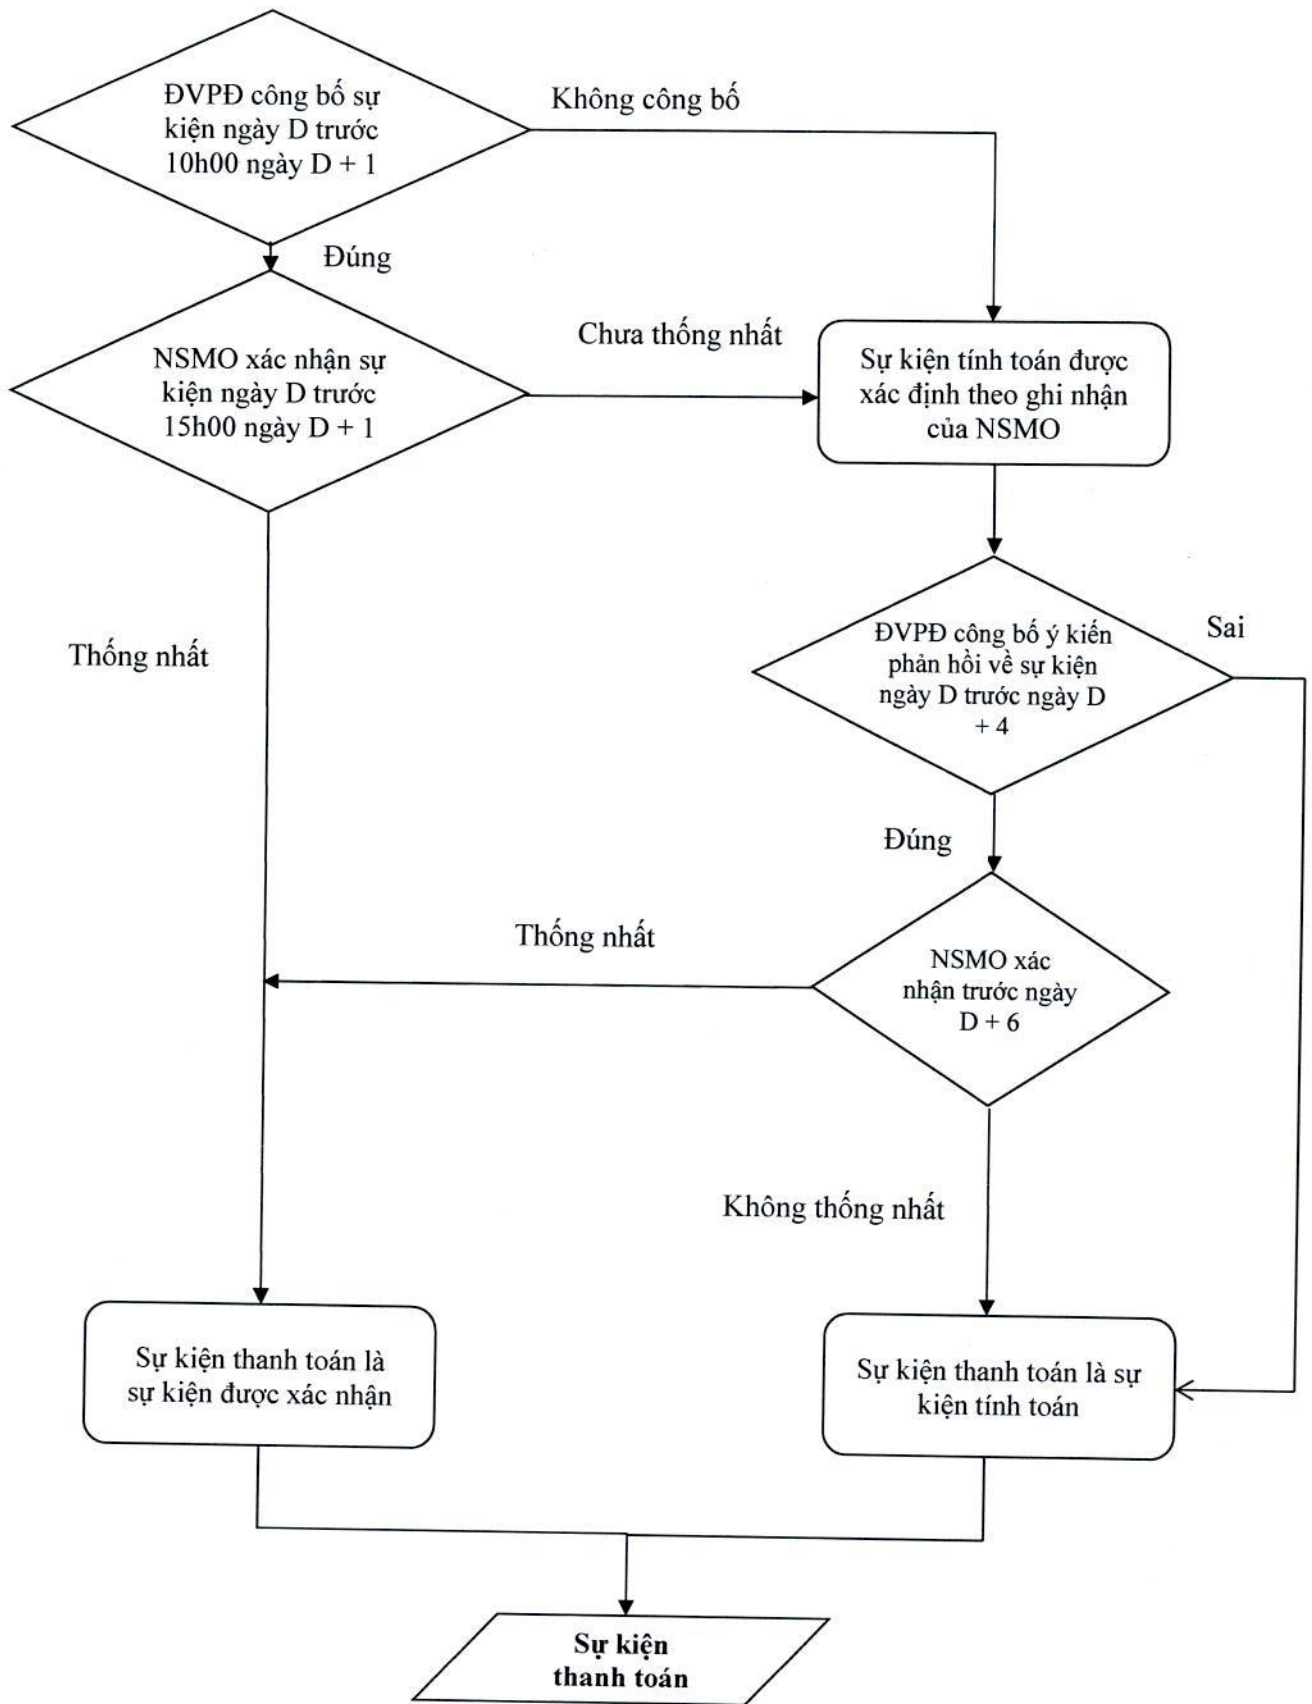 ĐVPĐ công bố sự
kiện ngày D trước
10h00 ngày D + 1
Không công bố
Đúng
NSMO xác nhận sự
kiện ngày D trước
15h00 ngày D + 1
Chưa thống nhất
Sự kiện tính toán được
xác định theo ghi nhận
của NSMO
Thống nhất
ĐVPĐ công bố ý kiến
phản hồi về sự kiện
ngày D trước ngày D
+ 4
Sai
Đúng
Thống nhất
NSMO xác
nhận trước ngày
D + 6
Không thống nhất
Sự kiện thanh toán là
sự kiện được xác nhận
Sự kiện thanh toán là sự
kiện tính toán
Sự kiện
thanh toán